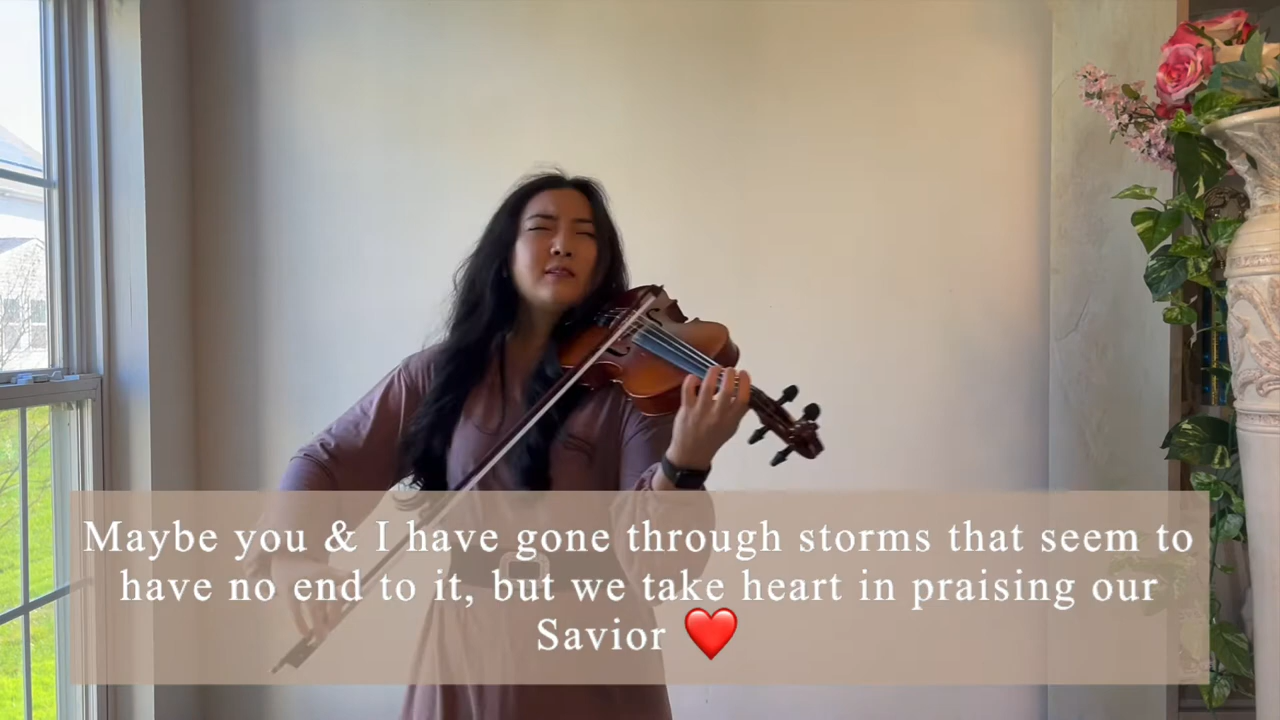 Maybe you & I have gone through storms that seem to
have no end to it, but we take heart in praising our
Savior ❤️